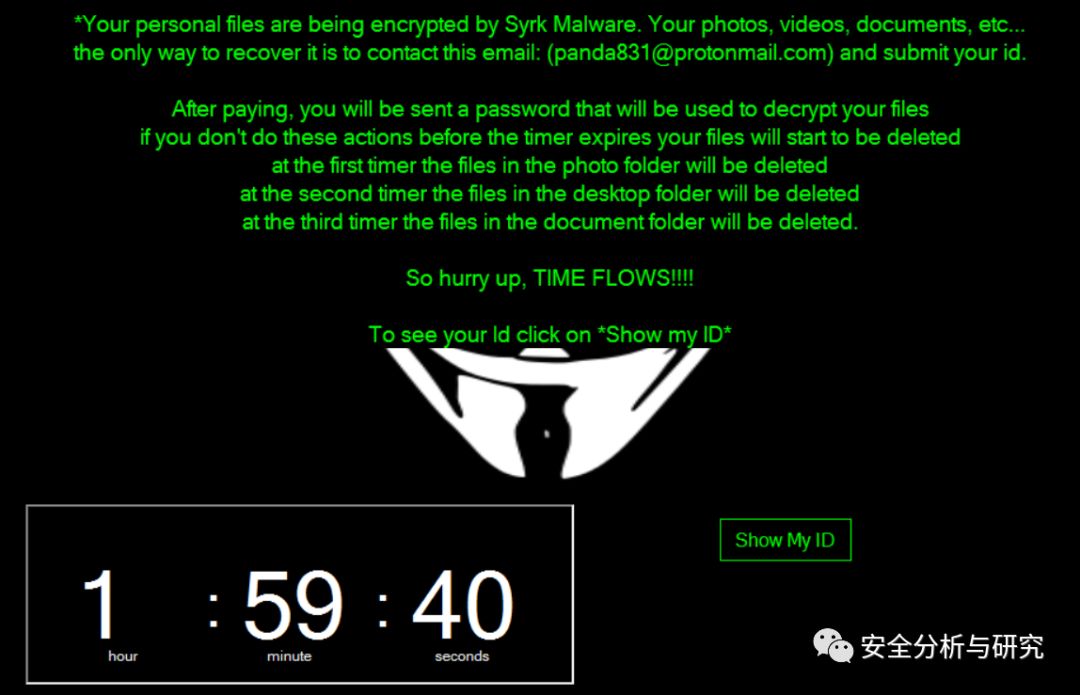 *Your personal files are being encrypted by Syrk Malware. Your photos, videos, documents, etc...
the only way to recover it is to contact this email: (panda831@protonmail.com) and submit your id.
After paying, you will be sent a password that will be used to decrypt your files
if you don't do these actions before the timer expires your files will start to be deleted
at the first timer the files in the photo folder will be deleted
at the second timer the files in the desktop folder will be deleted
at the third timer the files in the document folder will be deleted.
So hurry up, TIME FLOWS!!!!
To see your Id click on *Show my ID*
Show My ID
1 : 59 : 40
hour minute seconds
安全分析与研究